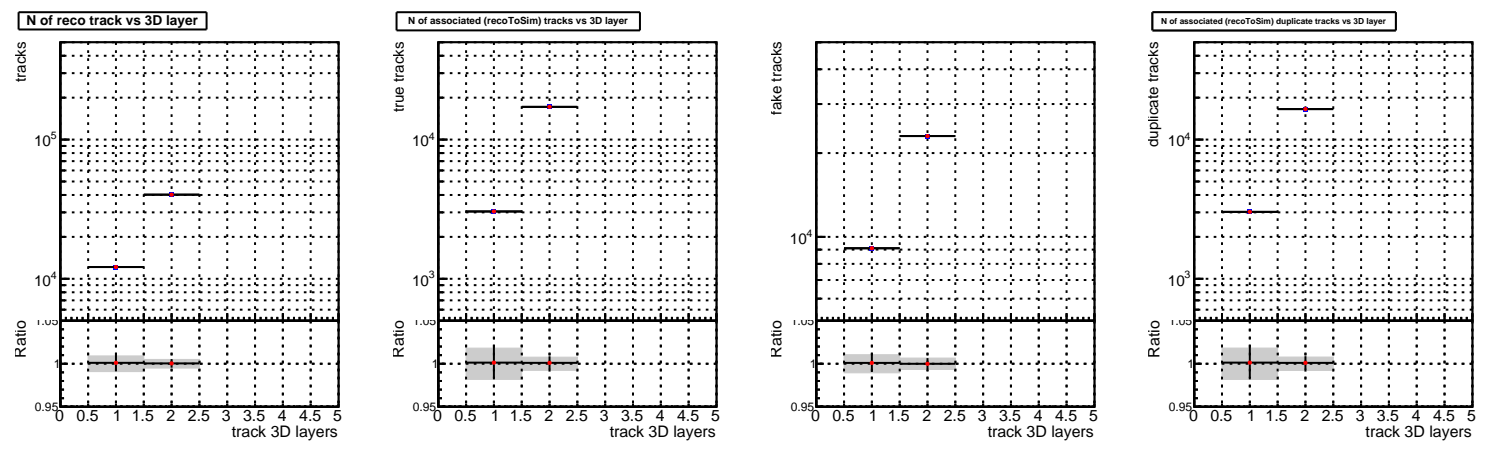 N of reco track vs 3D layer
tracks
10^5
10^4
Ratio
1.05
1
0.95
0 0.5 1 1.5 2 2.5 3 3.5 4 4.5 5
track 3D layers
N of associated (recoToSim) tracks vs 3D layer
true tracks
10^4
10^3
Ratio
1.05
1
0.95
0 0.5 1 1.5 2 2.5 3 3.5 4 4.5 5
track 3D layers
fake tracks
10^4
Ratio
1.05
1
0.95
0 0.5 1 1.5 2 2.5 3 3.5 4 4.5 5
track 3D layers
N of associated (recoToSim) duplicate tracks vs 3D layer
duplicate tracks
10^4
10^3
Ratio
1.05
1
0.95
0 0.5 1 1.5 2 2.5 3 3.5 4 4.5 5
track 3D layers